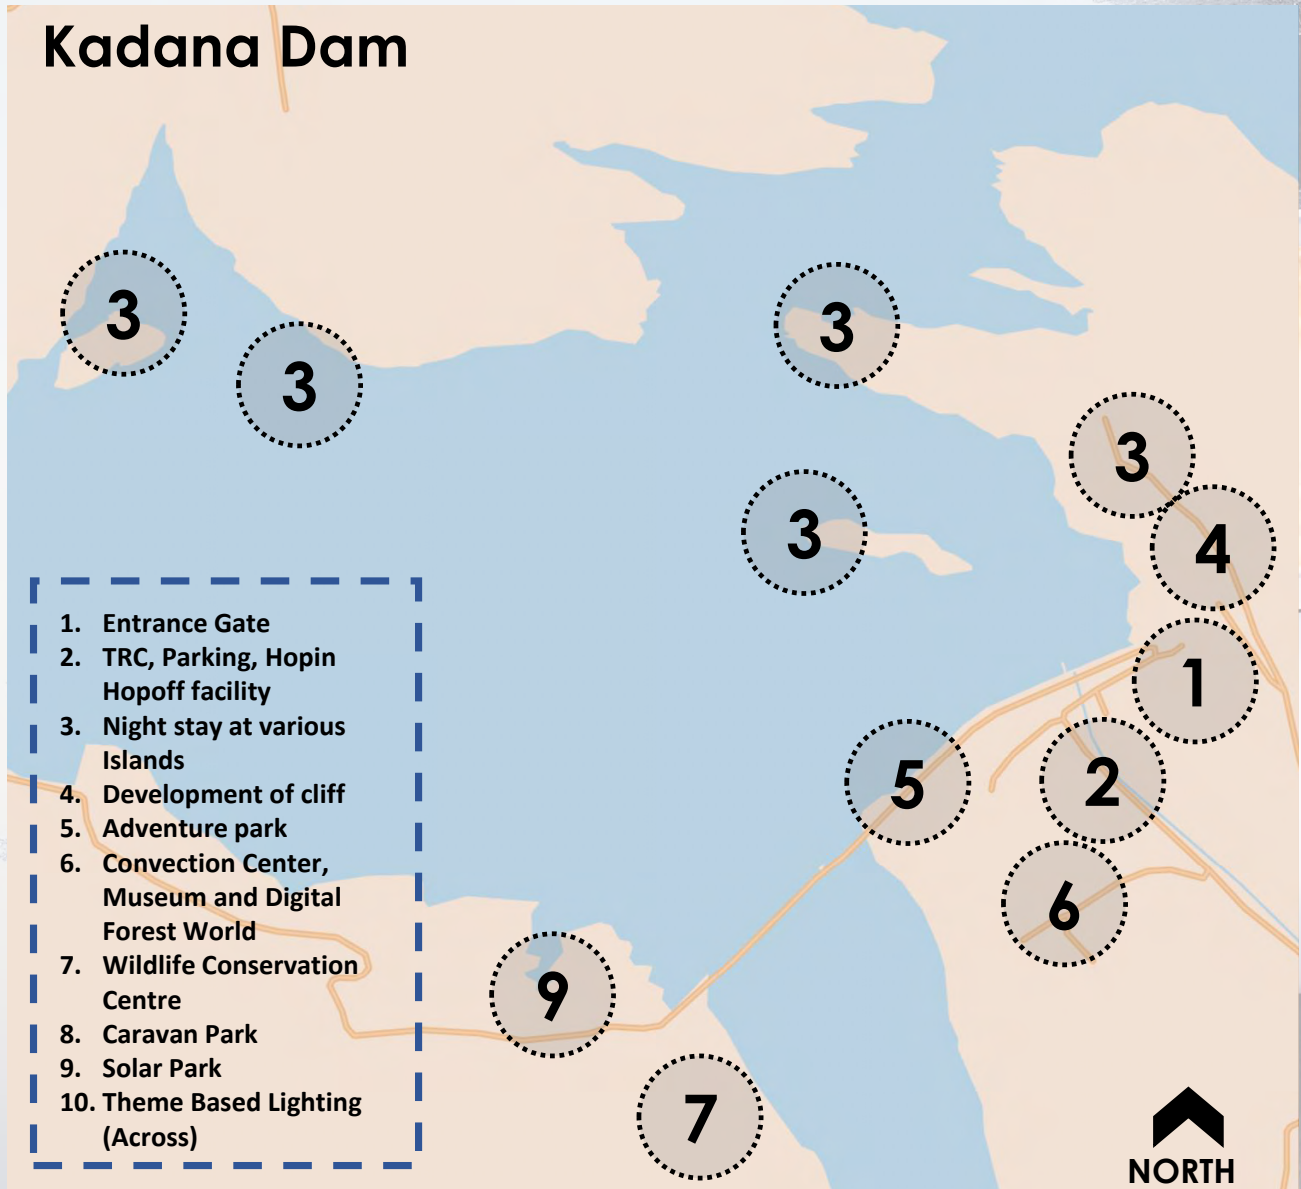 Kadana Dam
3
3
3
3
3
4
1
5
2
6
9
7
1. Entrance Gate
2. TRC, Parking, Hopin
Hopoff facility
3. Night stay at various
Islands
4. Development of cliff
5. Adventure park
6. Convection Center,
Museum and Digital
Forest World
7. Wildlife Conservation
Centre
8. Caravan Park
9. Solar Park
10. Theme Based Lighting
(Across)
NORTH